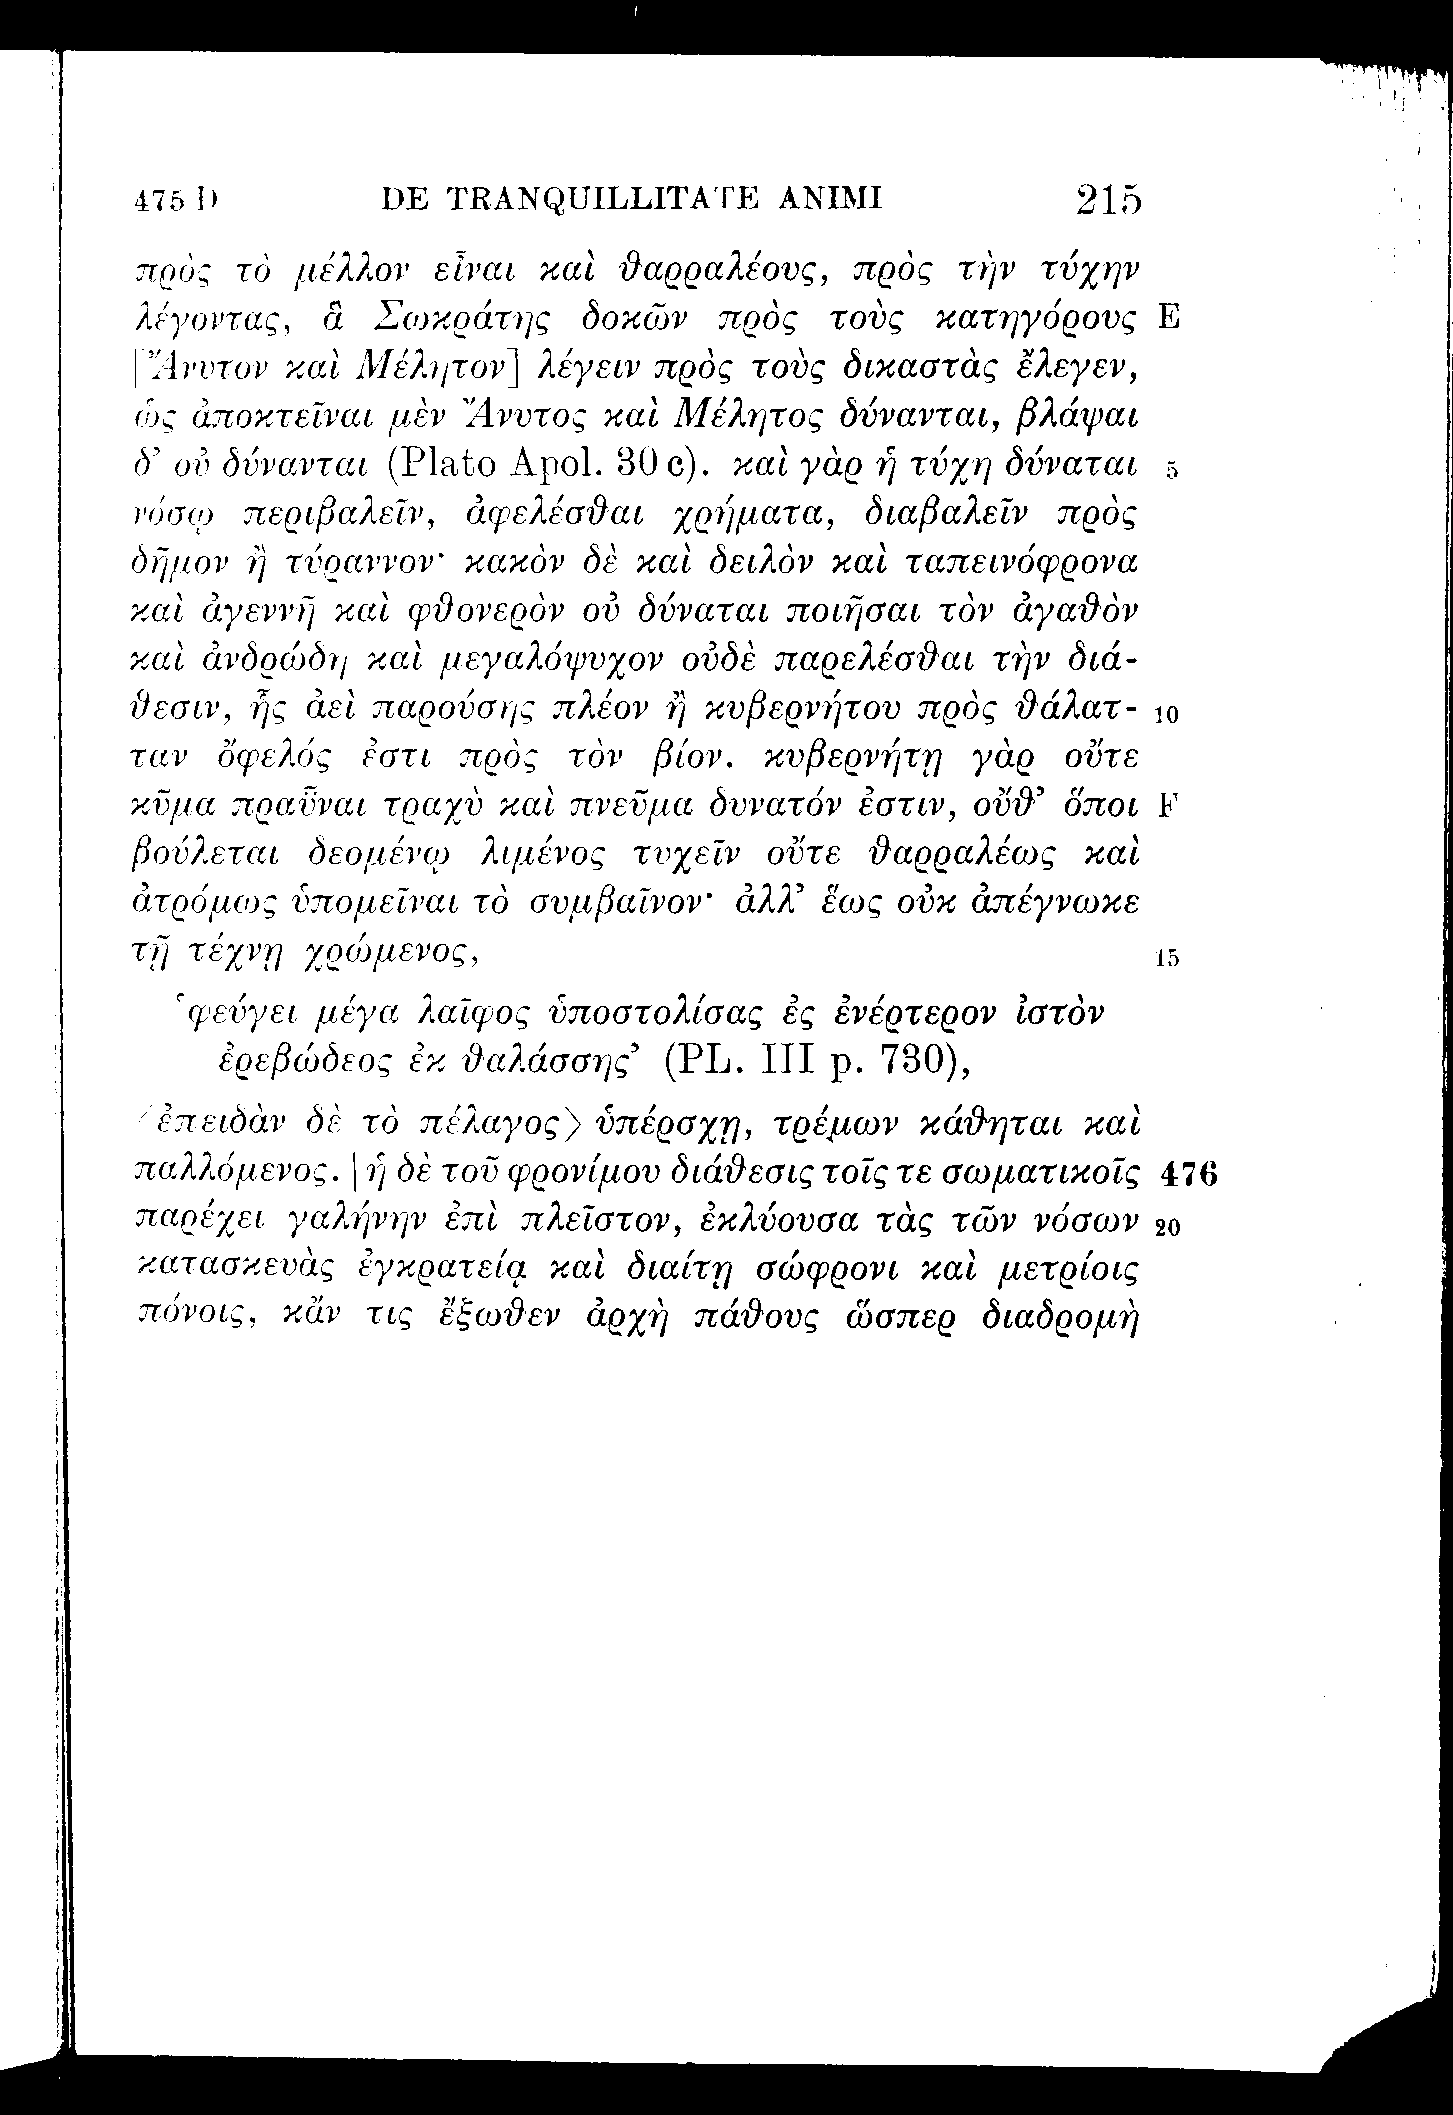 475 D DE TRANQUILLITATE ANIMI 215
πρὸς τὸ μέλλον εἶναι καὶ θαρραλέους, πρὸς τὴν τύχην
λέγοντας, ἃ Σωκράτης δοκῶν πρὸς τοὺς κατηγόρους E
[Ἄνυτον καὶ Μέλητον] λέγειν πρὸς τοὺς δικαστὰς ἔλεγεν,
ὡς ἀποκτεῖναι μὲν Ἄνυτος καὶ Μέλητος δύνανται, βλάψαι
δ’ οὐ δύνανται (Plato Apol. 30 c). καὶ γὰρ ἡ τύχη δύναται 5
νόσῳ περιβαλεῖν, ἀφελέσθαι χρήματα, διαβαλεῖν πρὸς
δῆμον ἢ τύραννον· κακὸν δὲ καὶ δειλὸν καὶ ταπεινόφρονα
καὶ ἀγεννῆ καὶ φθονερὸν οὐ δύναται ποιῆσαι τὸν ἀγαθὸν
καὶ ἀνδρώδη καὶ μεγαλόψυχον οὐδὲ παρελέσθαι τὴν διά-
θεσιν, ἧς ἀεὶ παρούσης πλέον ἢ κυβερνήτου πρὸς θάλατ- 10
ταν ὄφελός ἐστι πρὸς τὸν βίον. κυβερνήτῃ γὰρ οὔτε
κῦμα πραῧναι τραχὺ καὶ πνεῦμα δυνατόν ἐστιν, οὔθ’ ὅποι F
βούλεται δεομένῳ λιμένος τυχεῖν οὔτε θαρραλέως καὶ
ἀτρόμως ὑπομεῖναι τὸ συμβαῖνον· ἀλλ’ ἕως οὐκ ἀπέγνωκε
τῇ τέχνῃ χρώμενος, 15
‘φεύγει μέγα λαῖφος ὑποστολίσας ἐς ἐνέρτερον ἱστὸν
ἐρεβώδεος ἐκ θαλάσσης’ (PL. III p. 730),
〈ἐπειδὰν δὲ τὸ πέλαγος〉 ὑπέρσχῃ, τρέμων κάθηται καὶ
παλλόμενος. | ἡ δὲ τοῦ φρονίμου διάθεσις τοῖς τε σωματικοῖς 476
παρέχει γαλήνην ἐπὶ πλεῖστον, ἐκλύουσα τὰς τῶν νόσων 20
κατασκευὰς ἐγκρατείᾳ καὶ διαίτῃ σώφρονι καὶ μετρίοις
πόνοις, κἄν τις ἔξωθεν ἀρχὴ πάθους ὥσπερ διαδρομὴ